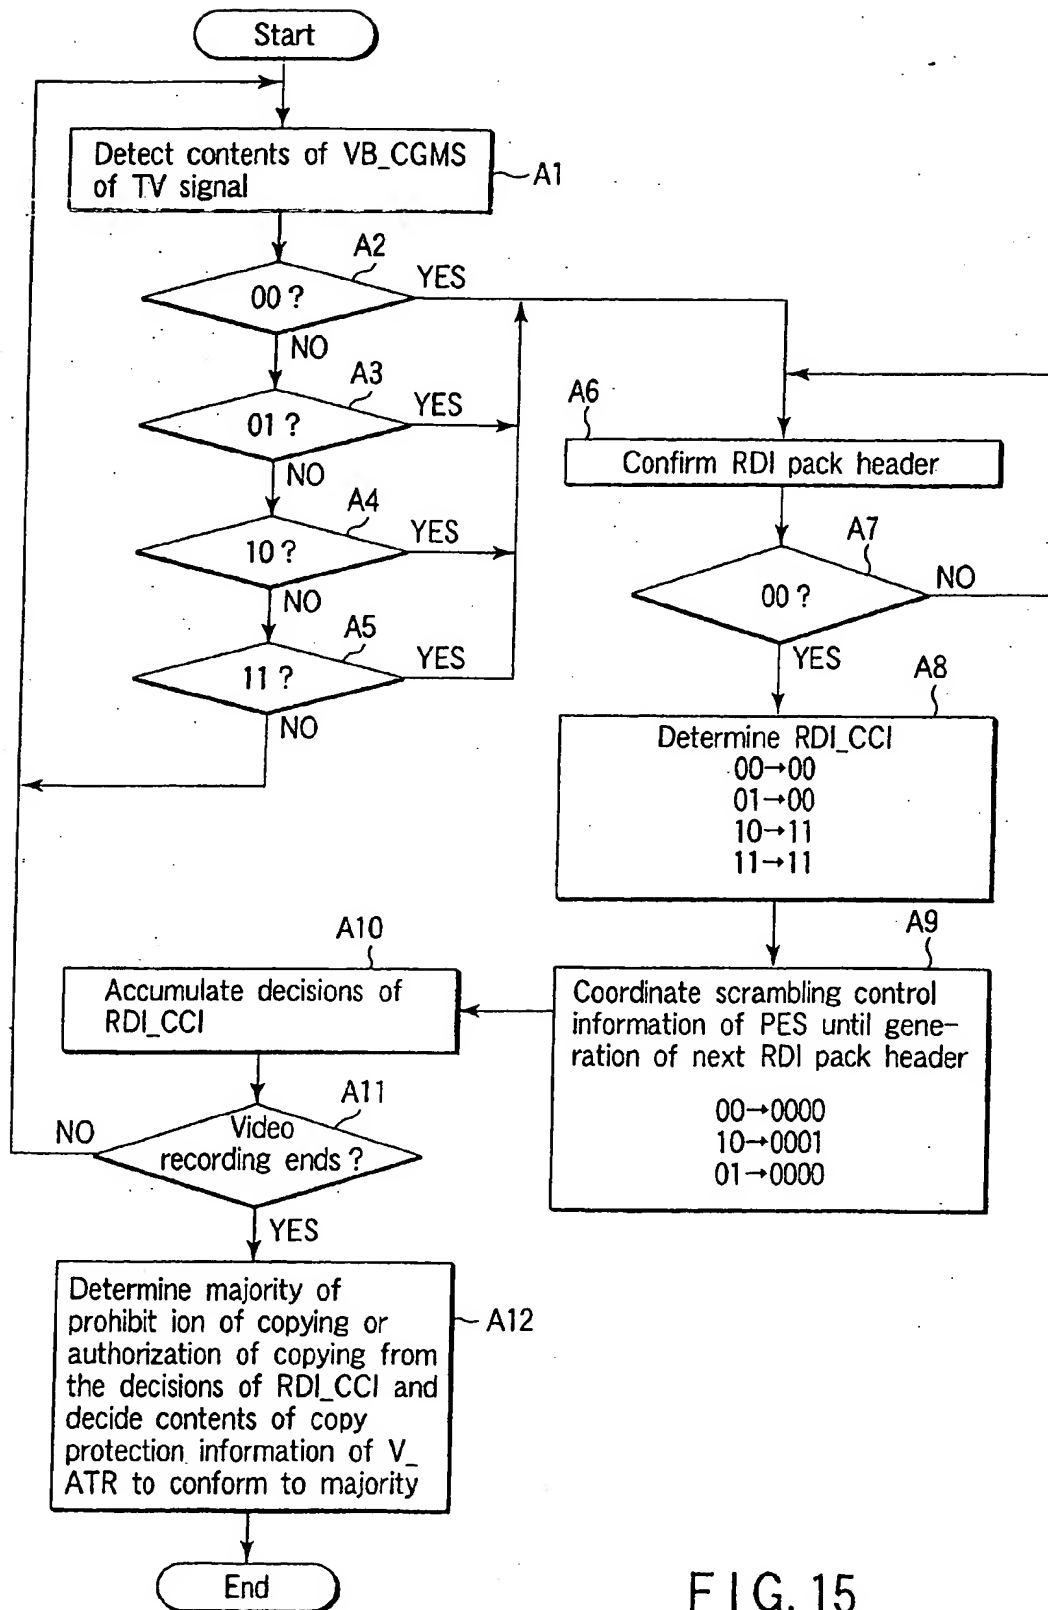 Start
Detect contents of VB_CGMS
of TV signal
A1
A2
00?
YES
NO
A3
01?
YES
NO
A4
10?
YES
NO
A5
11?
YES
NO
A6
Confirm RDI pack header
A7
00?
NO
YES
A8
Determine RDI_CCI
00→00
01→00
10→11
11→11
A9
Coordinate scrambling control
information of PES until gene-
ration of next RDI pack header
00→0000
10→0001
01→0000
A10
Accumulate decisions of
RDI_CCI
A11
Video
recording ends?
NO
YES
Determine majority of
prohibit ion of copying or
authorization of copying from
the decisions of RDI_CCI and
decide contents of copy
protection information of V_
ATR to conform to majority
A12
End
FIG. 15